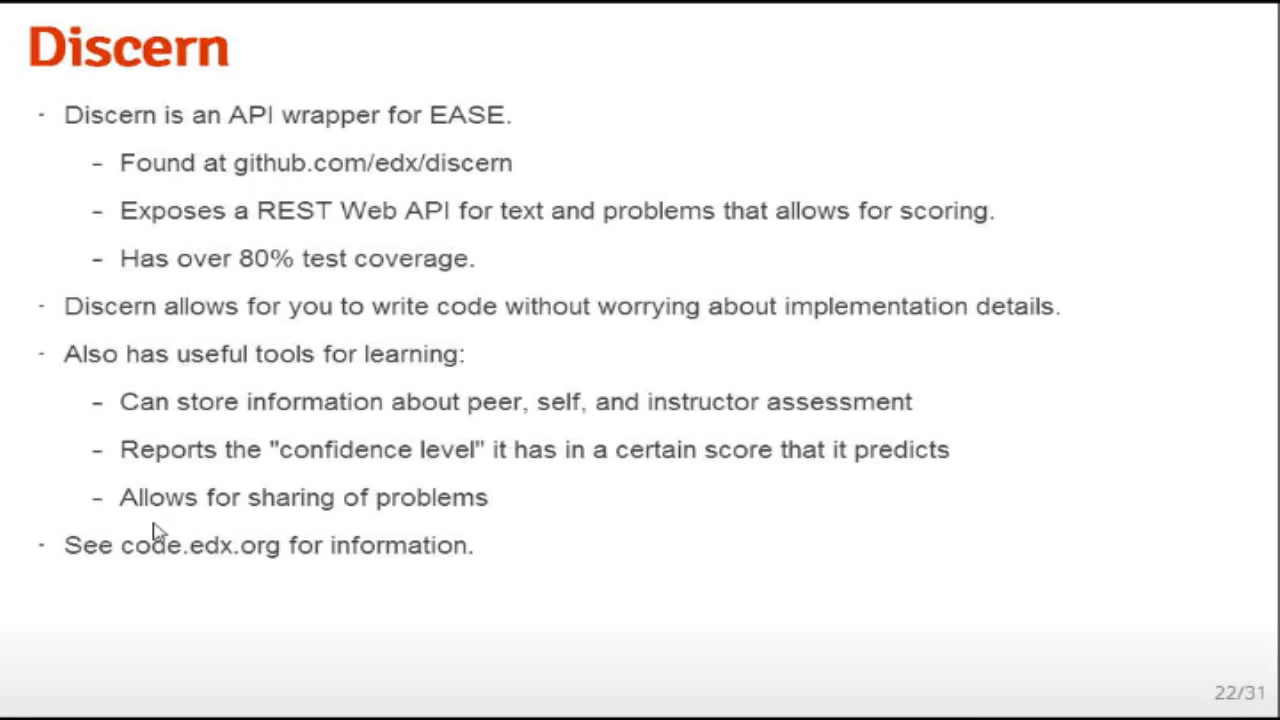 Discern
- Discern is an API wrapper for EASE.
- Found at github.com/edx/discern
- Exposes a REST Web API for text and problems that allows for scoring.
- Has over 80% test coverage.
- Discern allows for you to write code without worrying about implementation details.
- Also has useful tools for learning:
- Can store information about peer, self, and instructor assessment
- Reports the "confidence level" it has in a certain score that it predicts
- Allows for sharing of problems
- See code.edx.org for information.
22/31